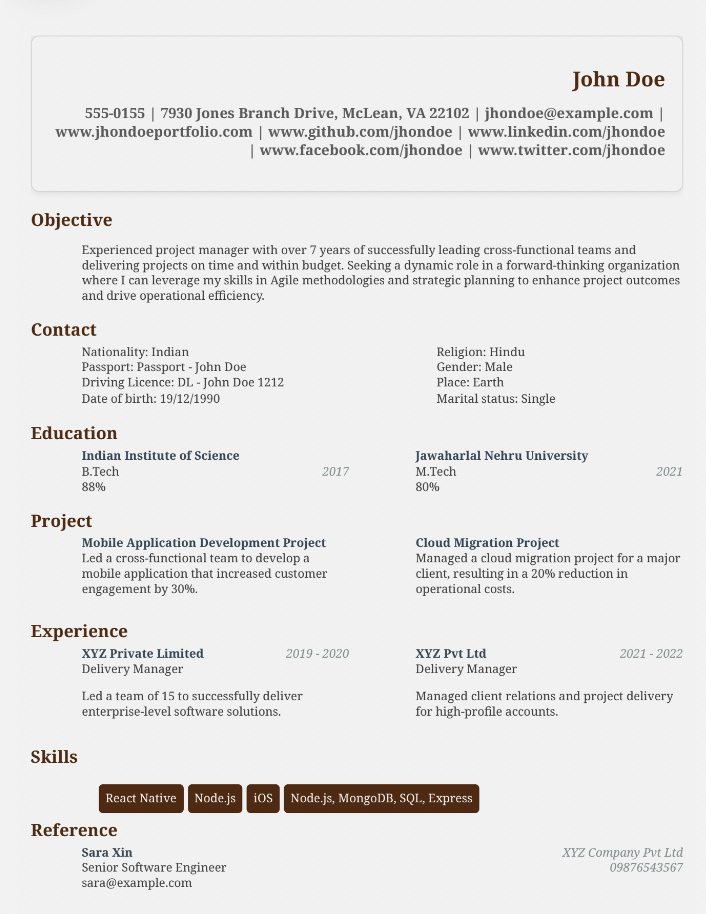 John Doe
555-0155 | 7930 Jones Branch Drive, McLean, VA 22102 | jhondoe@example.com |
www.jhondoeportfolio.com | www.github.com/jhondoe | www.linkedin.com/jhondoe
| www.facebook.com/jhondoe | www.twitter.com/jhondoe
Objective
Experienced project manager with over 7 years of successfully leading cross-functional teams and
delivering projects on time and within budget. Seeking a dynamic role in a forward-thinking organization
where I can leverage my skills in Agile methodologies and strategic planning to enhance project outcomes
and drive operational efficiency.
Contact
Nationality: Indian
Passport: Passport - John Doe
Driving Licence: DL - John Doe 1212
Date of birth: 19/12/1990
Religion: Hindu
Gender: Male
Place: Earth
Marital status: Single
Education
Indian Institute of Science
B.Tech 2017
88%
Jawaharlal Nehru University
M.Tech 2021
80%
Project
Mobile Application Development Project
Led a cross-functional team to develop a
mobile application that increased customer
engagement by 30%.
Cloud Migration Project
Managed a cloud migration project for a major
client, resulting in a 20% reduction in
operational costs.
Experience
XYZ Private Limited 2019 - 2020
Delivery Manager
Led a team of 15 to successfully deliver
enterprise-level software solutions.
XYZ Pvt Ltd 2021 - 2022
Delivery Manager
Managed client relations and project delivery
for high-profile accounts.
Skills
React Native Node.js iOS Node.js, MongoDB, SQL, Express
Reference
Sara Xin XYZ Company Pvt Ltd
Senior Software Engineer 09876543567
sara@example.com